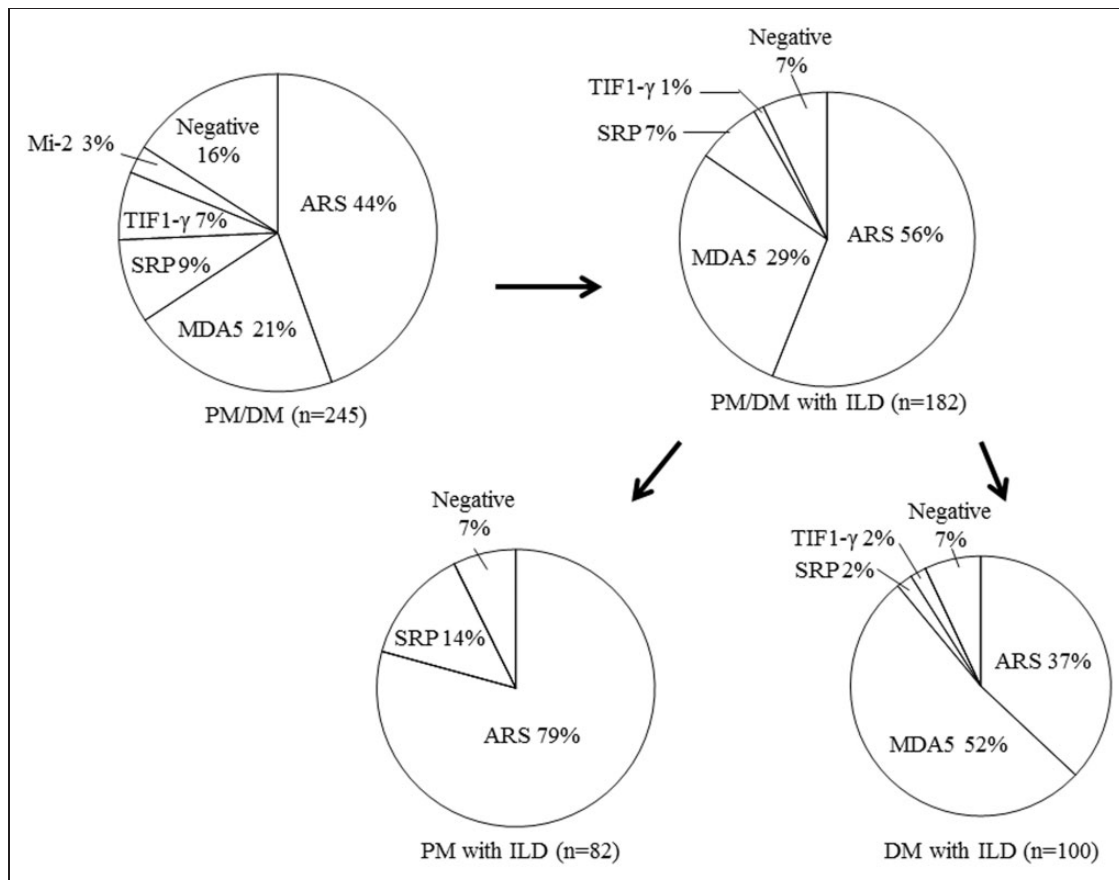 Negative
16%
Mi-2 3%
ARS 44%
TIF1-γ 7%
SRP 9%
MDA5 21%
PM/DM (n=245)
Negative
7%
TIF1-γ 1%
SRP 7%
ARS 56%
MDA5 29%
PM/DM with ILD (n=182)
Negative
7%
SRP 14%
ARS 79%
PM with ILD (n=82)
Negative
7%
TIF1-γ 2%
SRP 2%
ARS 37%
MDA5 52%
DM with ILD (n=100)